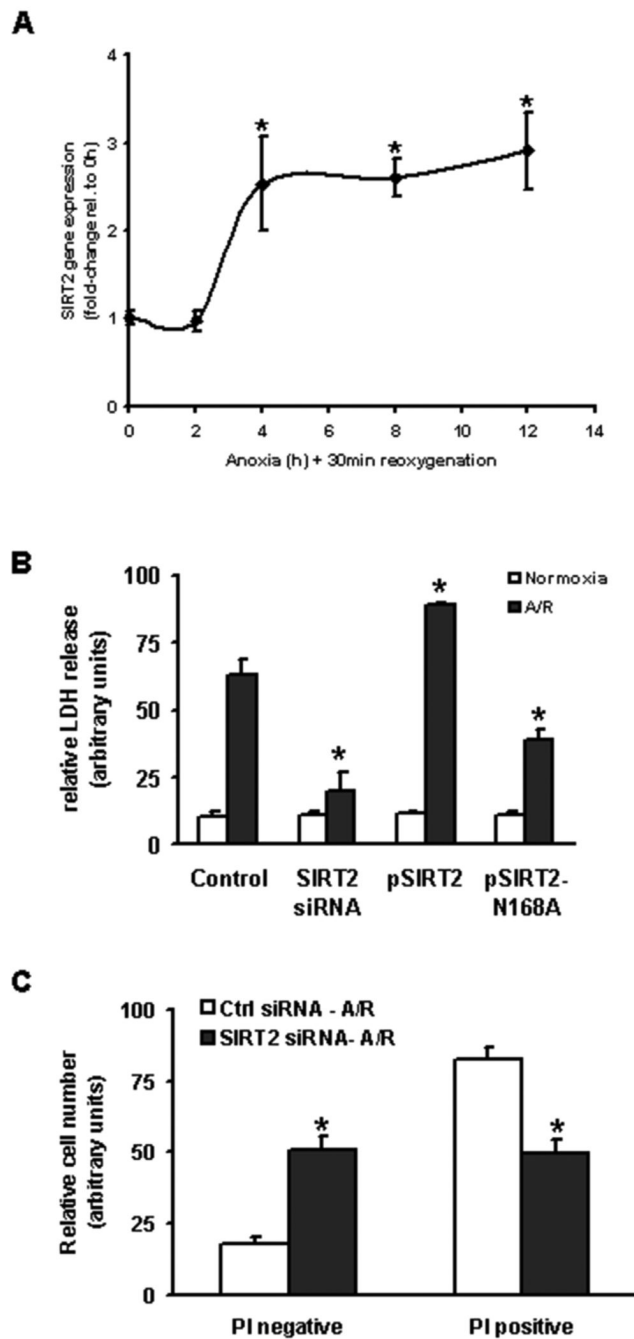 A
SIRT2 gene expression
(fold-change rel. to 0h)
4
3
2
1
0
*
*
*
0 2 4 6 8 10 12 14
Anoxia (h) + 30min reoxygenation
B
relative LDH release
(arbitrary units)
100
75
50
25
0
Normoxia
A/R
*
*
*
Control
SIRT2
siRNA
pSIRT2
pSIRT2-
N168A
C
Relative cell number
(arbitrary units)
100
75
50
25
0
Ctrl siRNA - A/R
SIRT2 siRNA- A/R
*
*
PI negative
PI positive